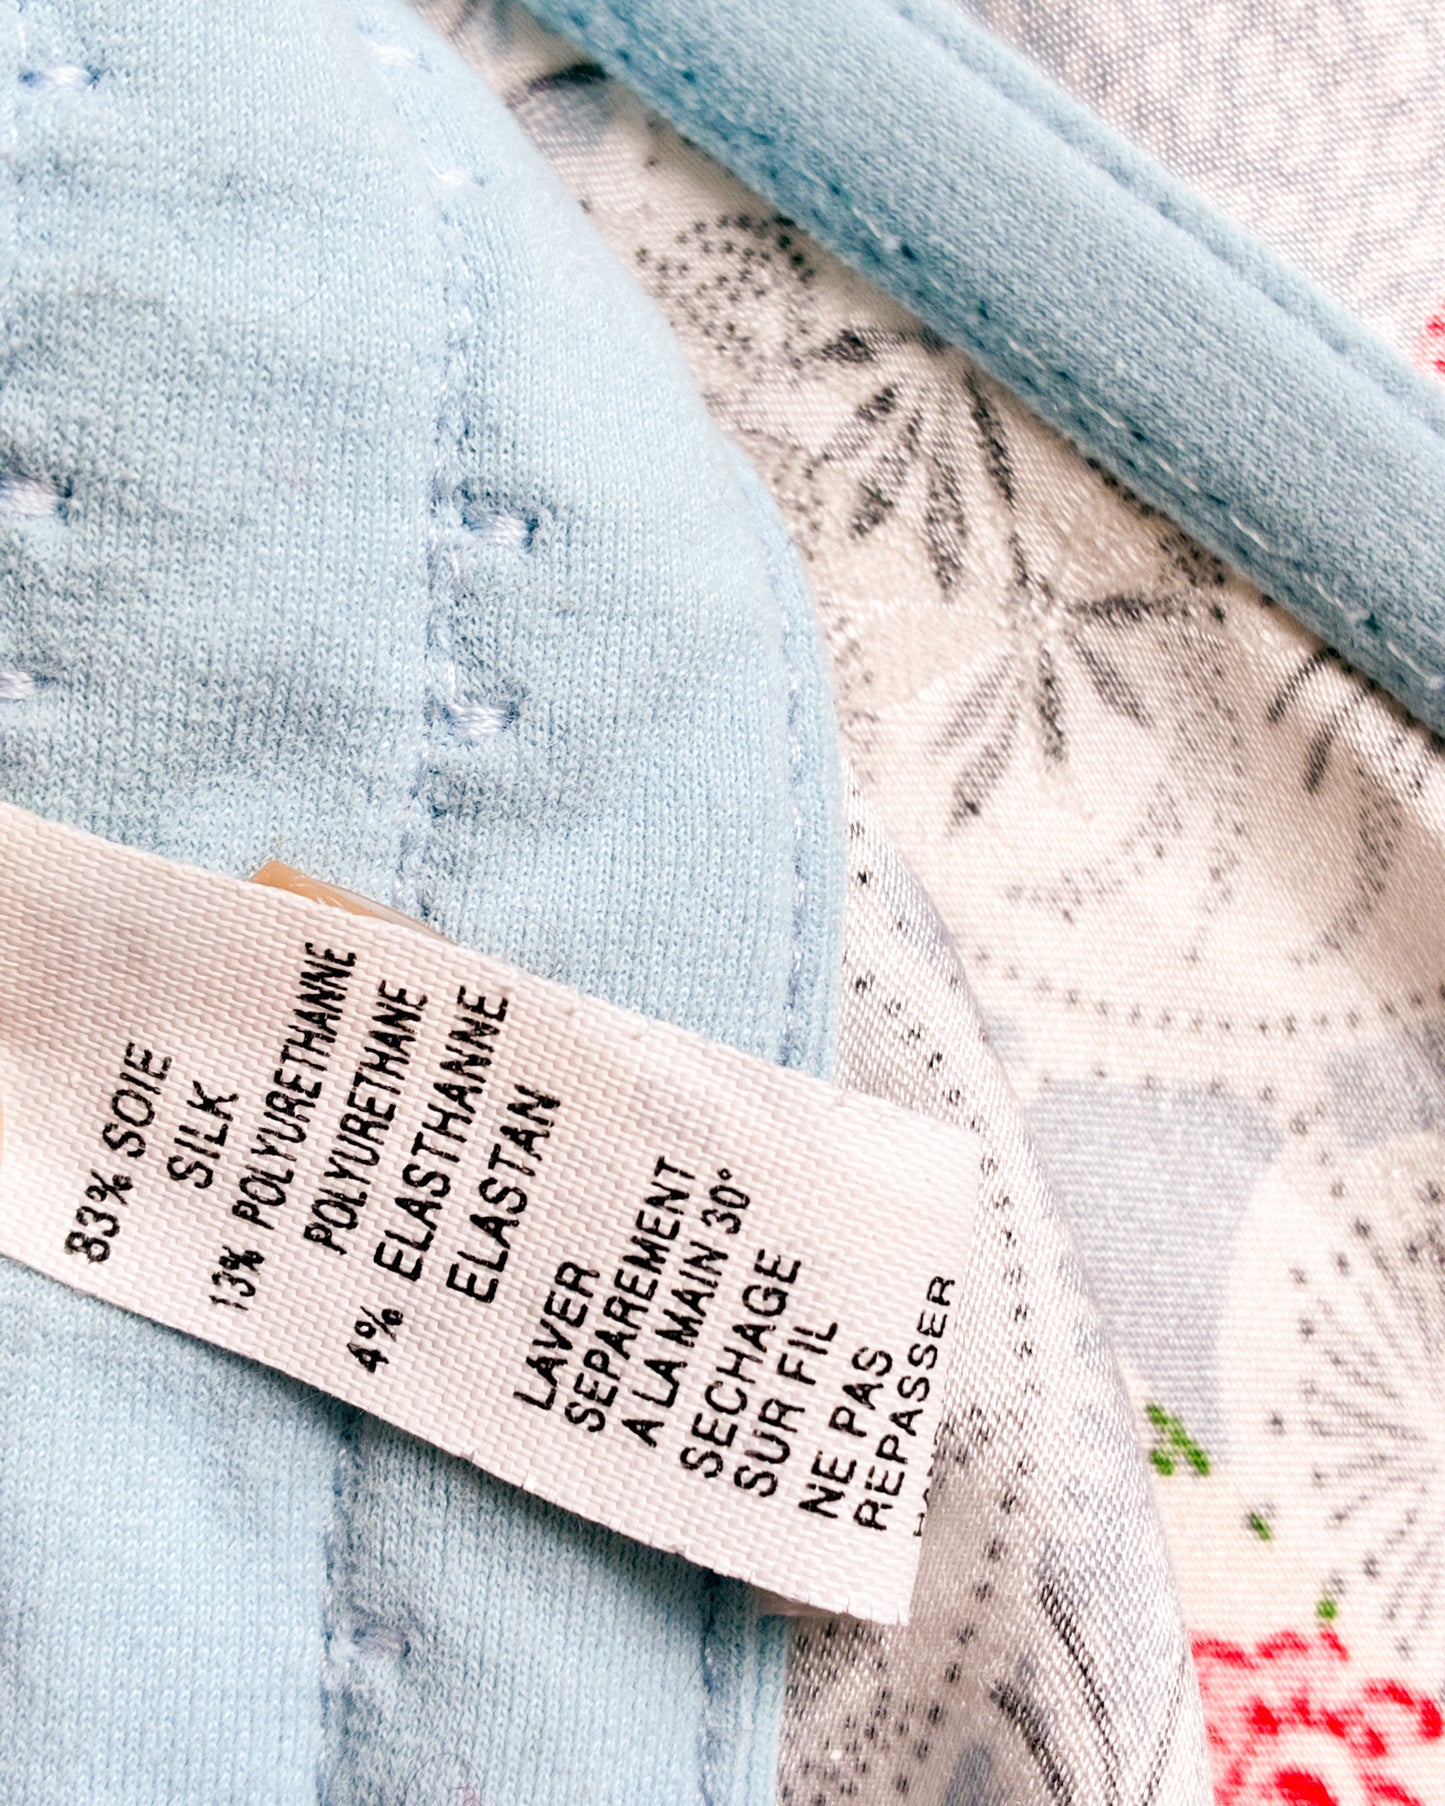 83% SOIE
SILK
13% POLYURETHANNE
POLYURETHANE
4% ELASTHANNE
ELASTAN
LAVER
SEPAREMENT
A LA MAIN 30°
SECHAGE
SUR FIL
NE PAS
REPASSER